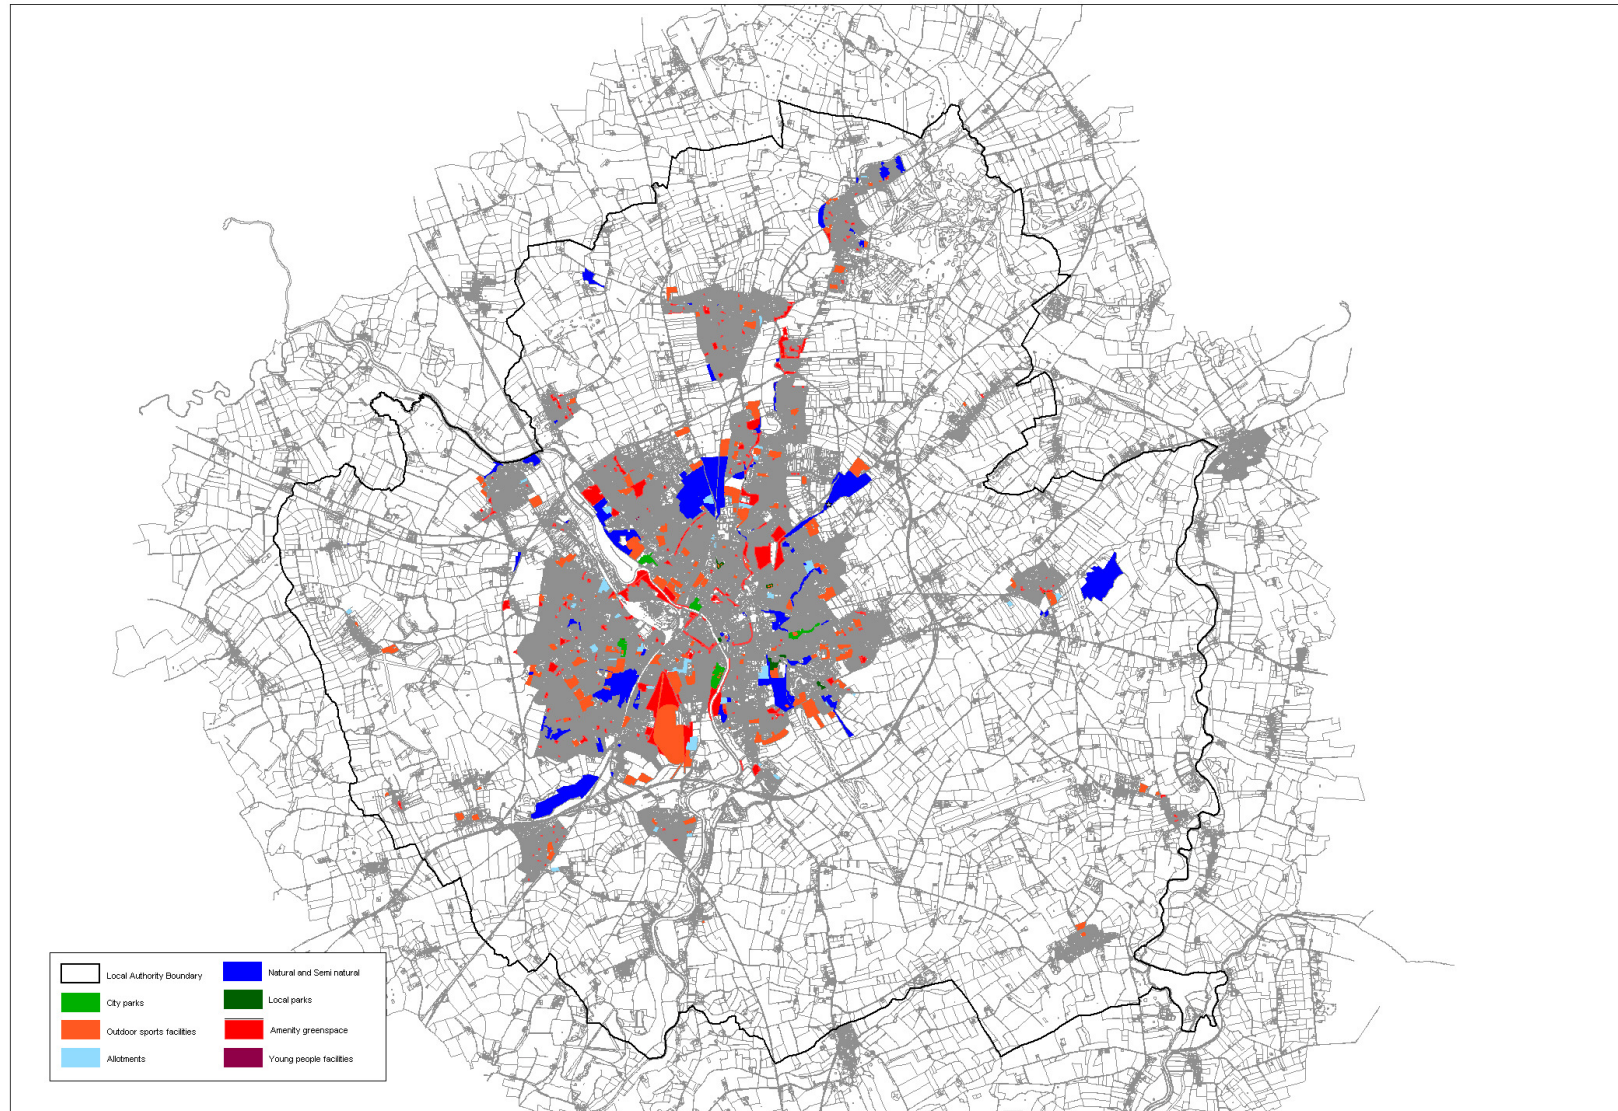 Local Authority Boundary
Natural and Semi natural
City parks
Local parks
Outdoor sports facilities
Amenity greenspace
Allotments
Young people facilities